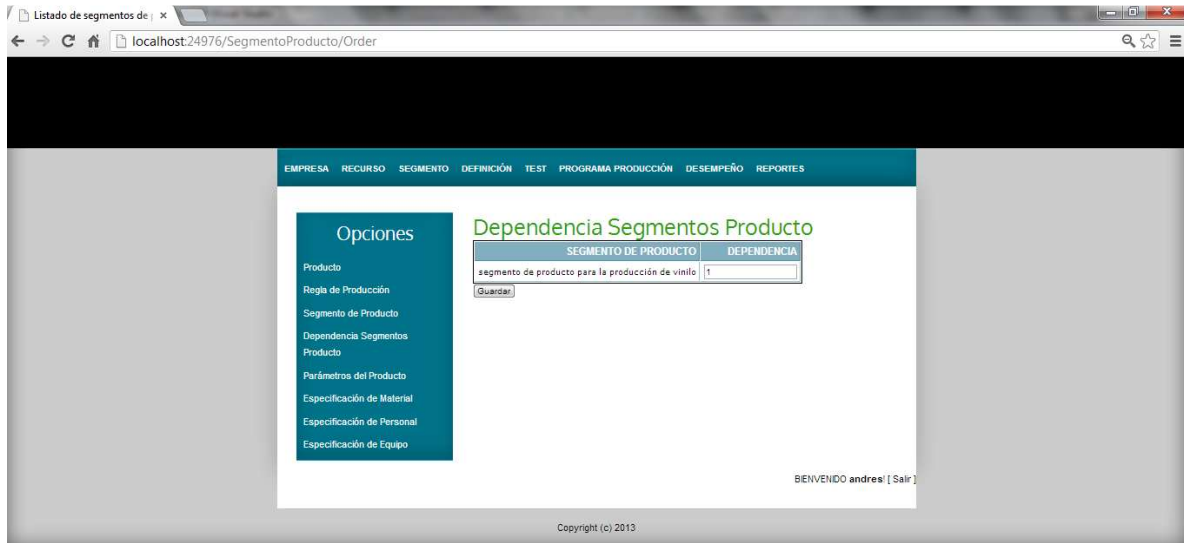 Listado de segmentos de
localhost:24976/SegmentoProducto/Order
EMPRESA RECURSO SEGMENTO DEFINICIÓN TEST PROGRAMA PRODUCCIÓN DESEMPEÑO REPORTES
Opciones
Producto
Regla de Producción
Segmento de Producto
Dependencia Segmentos
Producto
Parámetros del Producto
Especificación de Material
Especificación de Personal
Especificación de Equipo
Dependencia Segmentos Producto
SEGMENTO DE PRODUCTO DEPENDENCIA
segmento de producto para la producción de vinilo 1
Guardar
BIENVENIDO andres! [ Salir ]
Copyright (c) 2013